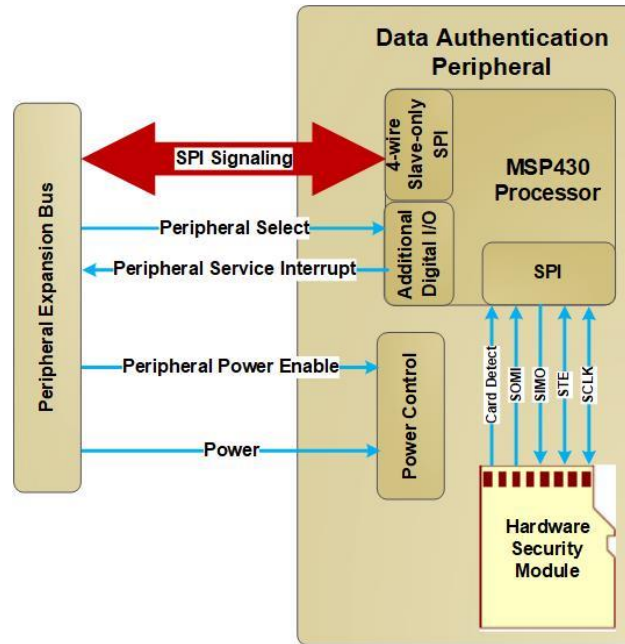 Data Authentication
Peripheral
Peripheral Expansion Bus
SPI Signaling
4-wire
Slave-only
SPI
MSP430
Processor
Peripheral Select
Peripheral Service Interrupt
Additional
Digital I/O
SPI
Peripheral Power Enable
Power
Power Control
Card Detect
SOMI
SIMO
STE
SCLK
Hardware
Security
Module